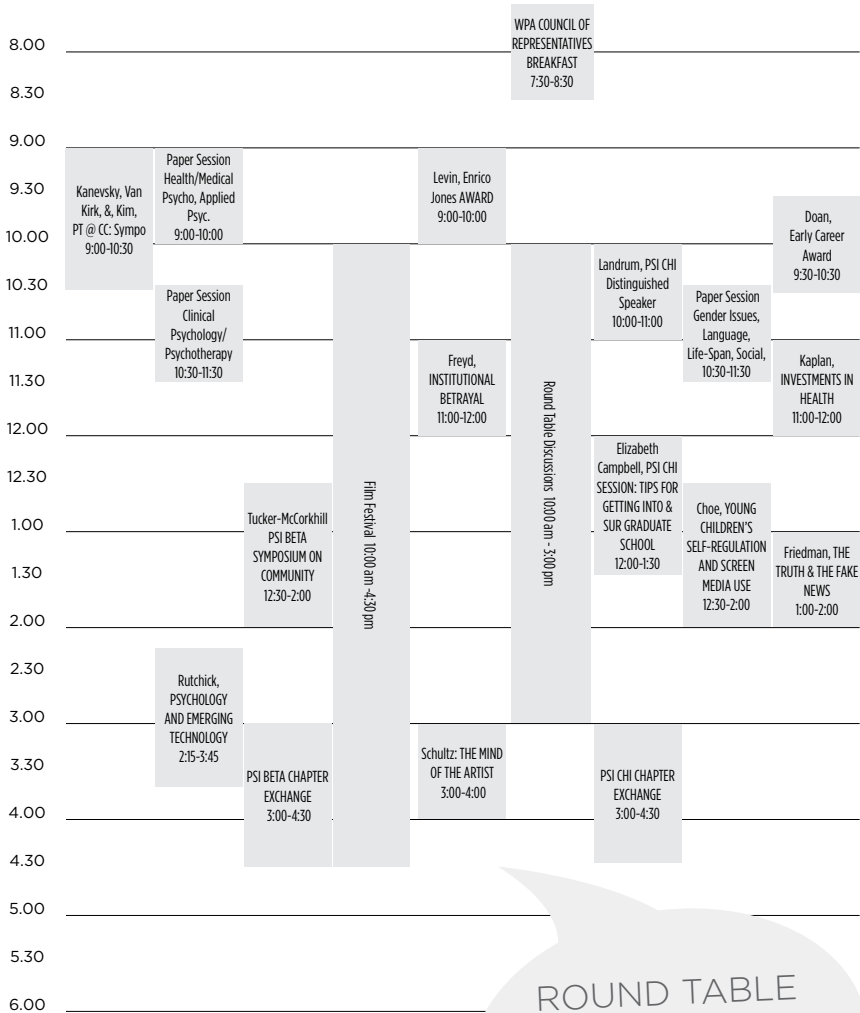 8.00
8.30
9.00
9.30
10.00
10.30
11.00
11.30
12.00
12.30
1.00
1.30
2.00
2.30
3.00
3.30
4.00
4.30
5.00
5.30
6.00
Kanevsky, Van
Kirk, &, Kim,
PT @ CC: Sympo
9:00-10:30
Paper Session
Health/Medical
Psycho, Applied
Psyc.
9:00-10:00
Paper Session
Clinical
Psychology/
Psychotherapy
10:30-11:30
Rutchick,
PSYCHOLOGY
AND EMERGING
TECHNOLOGY
2:15-3:45
Tucker-McCorkhill
PSI BETA
SYMPOSIUM ON
COMMUNITY
12:30-2:00
PSI BETA CHAPTER
EXCHANGE
3:00-4:30
Film Festival 10:00 am -4:30 pm
Levin, Enrico
Jones AWARD
9:00-10:00
Freyd,
INSTITUTIONAL
BETRAYAL
11:00-12:00
Schultz: THE MIND
OF THE ARTIST
3:00-4:00
WPA COUNCIL OF
REPRESENTATIVES
BREAKFAST
7:30-8:30
Round Table Discussions 10:00 am - 3:00 pm
Landrum, PSI CHI
Distinguished
Speaker
10:00-11:00
Elizabeth
Campbell, PSI CHI
SESSION: TIPS FOR
GETTING INTO &
SUR GRADUATE
SCHOOL
12:00-1:30
PSI CHI CHAPTER
EXCHANGE
3:00-4:30
Paper Session
Gender Issues,
Language,
Life-Span, Social,
10:30-11:30
Choe, YOUNG
CHILDREN'S
SELF-REGULATION
AND SCREEN
MEDIA USE
12:30-2:00
Doan,
Early Career
Award
9:30-10:30
Kaplan,
INVESTMENTS IN
HEALTH
11:00-12:00
Friedman, THE
TRUTH & THE FAKE
NEWS
1:00-2:00
ROUND TABLE